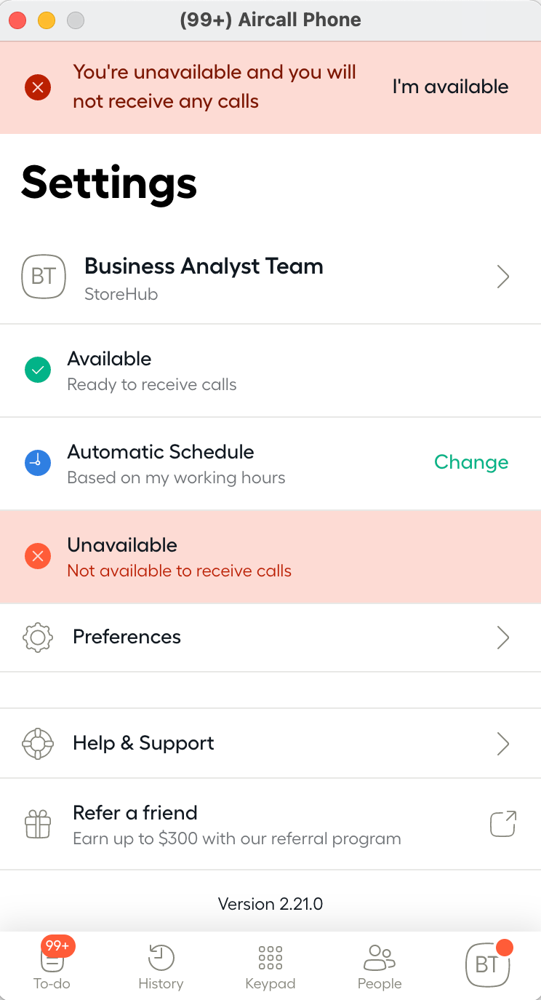 (99+) Aircall Phone
You're unavailable and you will
not receive any calls
I'm available
Settings
BT
Business Analyst Team
StoreHub
Available
Ready to receive calls
Automatic Schedule
Based on my working hours
Change
Unavailable
Not available to receive calls
Preferences
Help & Support
Refer a friend
Earn up to $300 with our referral program
Version 2.21.0
99+
To-do
History
Keypad
People
BT